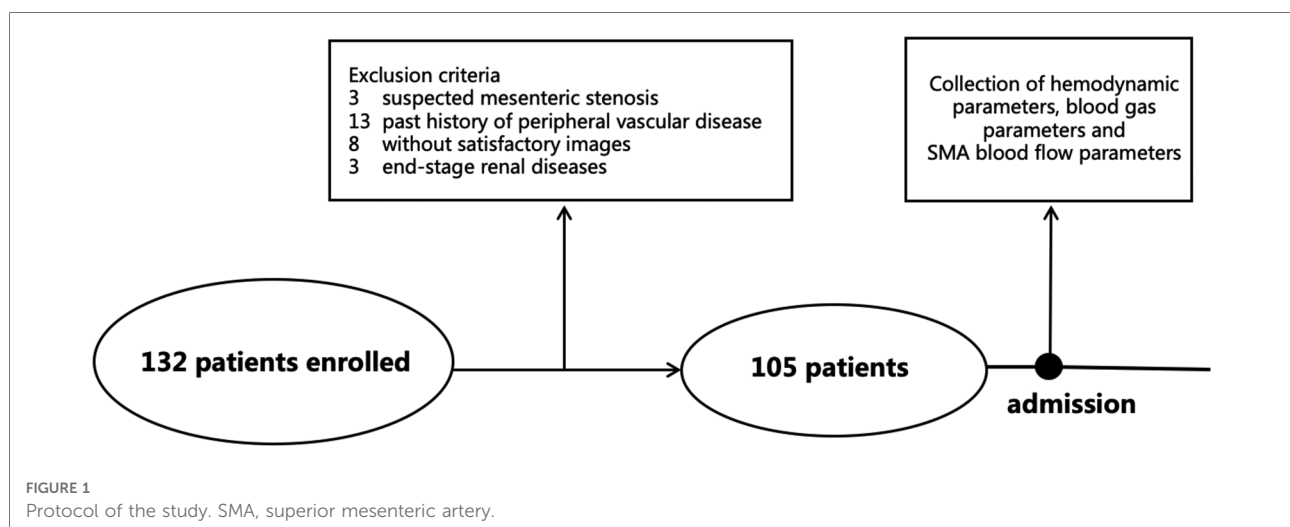 Exclusion criteria
3 suspected mesenteric stenosis
13 past history of peripheral vascular disease
8 without satisfactory images
3 end-stage renal diseases
Collection of hemodynamic
parameters, blood gas
parameters and
SMA blood flow parameters
132 patients enrolled
105 patients
admission
FIGURE 1
Protocol of the study. SMA, superior mesenteric artery.